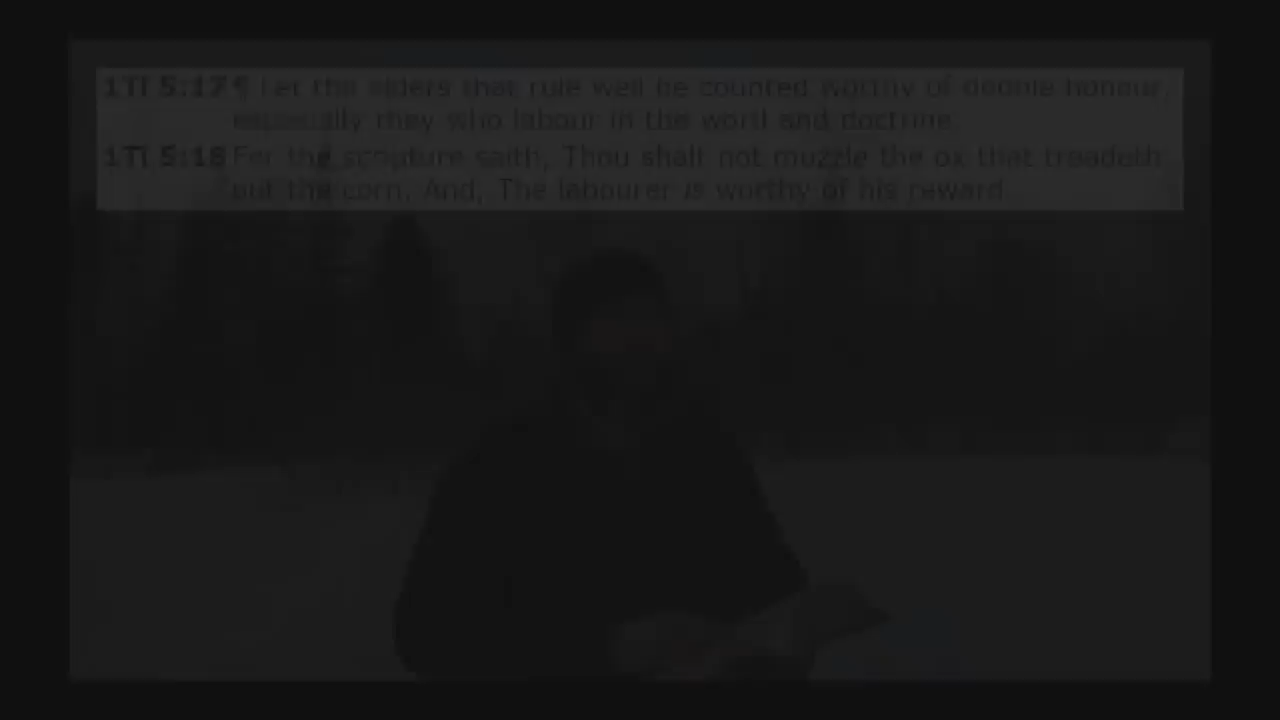 1TI 5:17 ¶ Let the elders that rule well be counted worthy of double honour,
especially they who labour in the word and doctrine.
1TI 5:18 For the scripture saith, Thou shalt not muzzle the ox that treadeth
out the corn. And, The labourer is worthy of his reward.